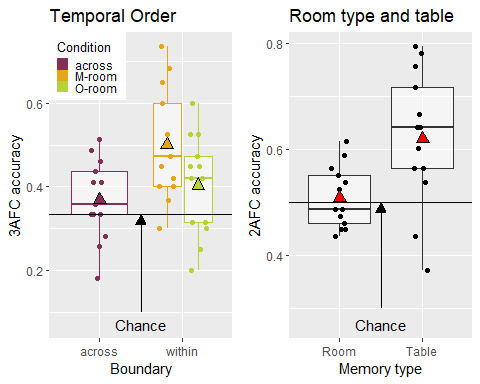 Temporal Order
Condition
across
M-room
O-room
3AFC accuracy
0.6
0.4
0.2
Chance
across
within
Boundary
Room type and table
2AFC accuracy
0.8
0.6
0.4
Chance
Room
Table
Memory type